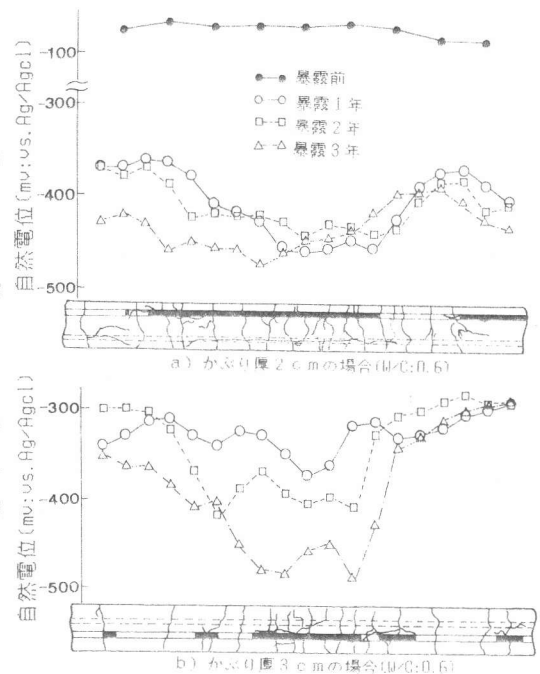 自然電位(mv:vs.Ag/Agcl)
-100
-300
-400
-500
暴露前
暴露1年
暴露2年
暴露3年
a) かぶり厚2cmの場合(W/C:0.6)
自然電位(mv:vs.Ag/Agcl)
-300
-400
-500
b) かぶり厚3cmの場合(W/C:0.6)